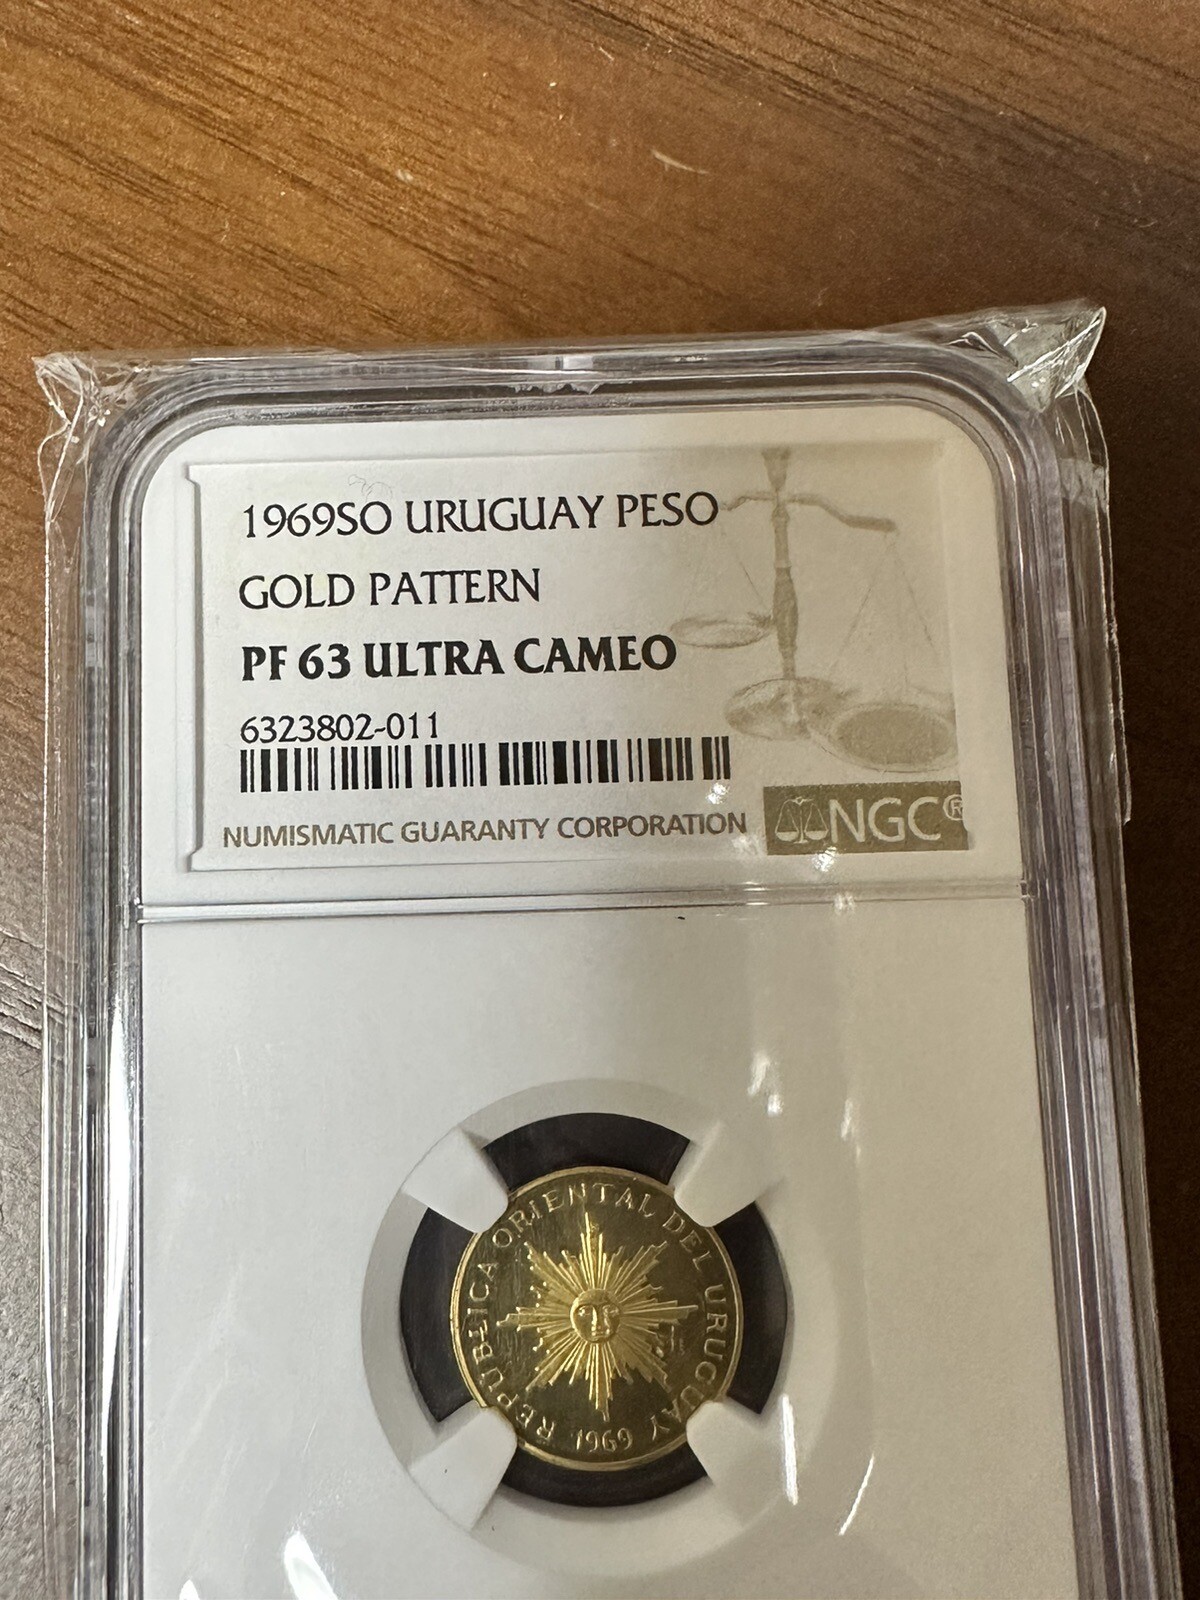 1969SO URUGUAY PESO
GOLD PATTERN
PF 63 ULTRA CAMEO
6323802-011
NUMISMATIC GUARANTY CORPORATION NGC®
REPÚBLICA ORIENTAL DEL URUGUAY
1969